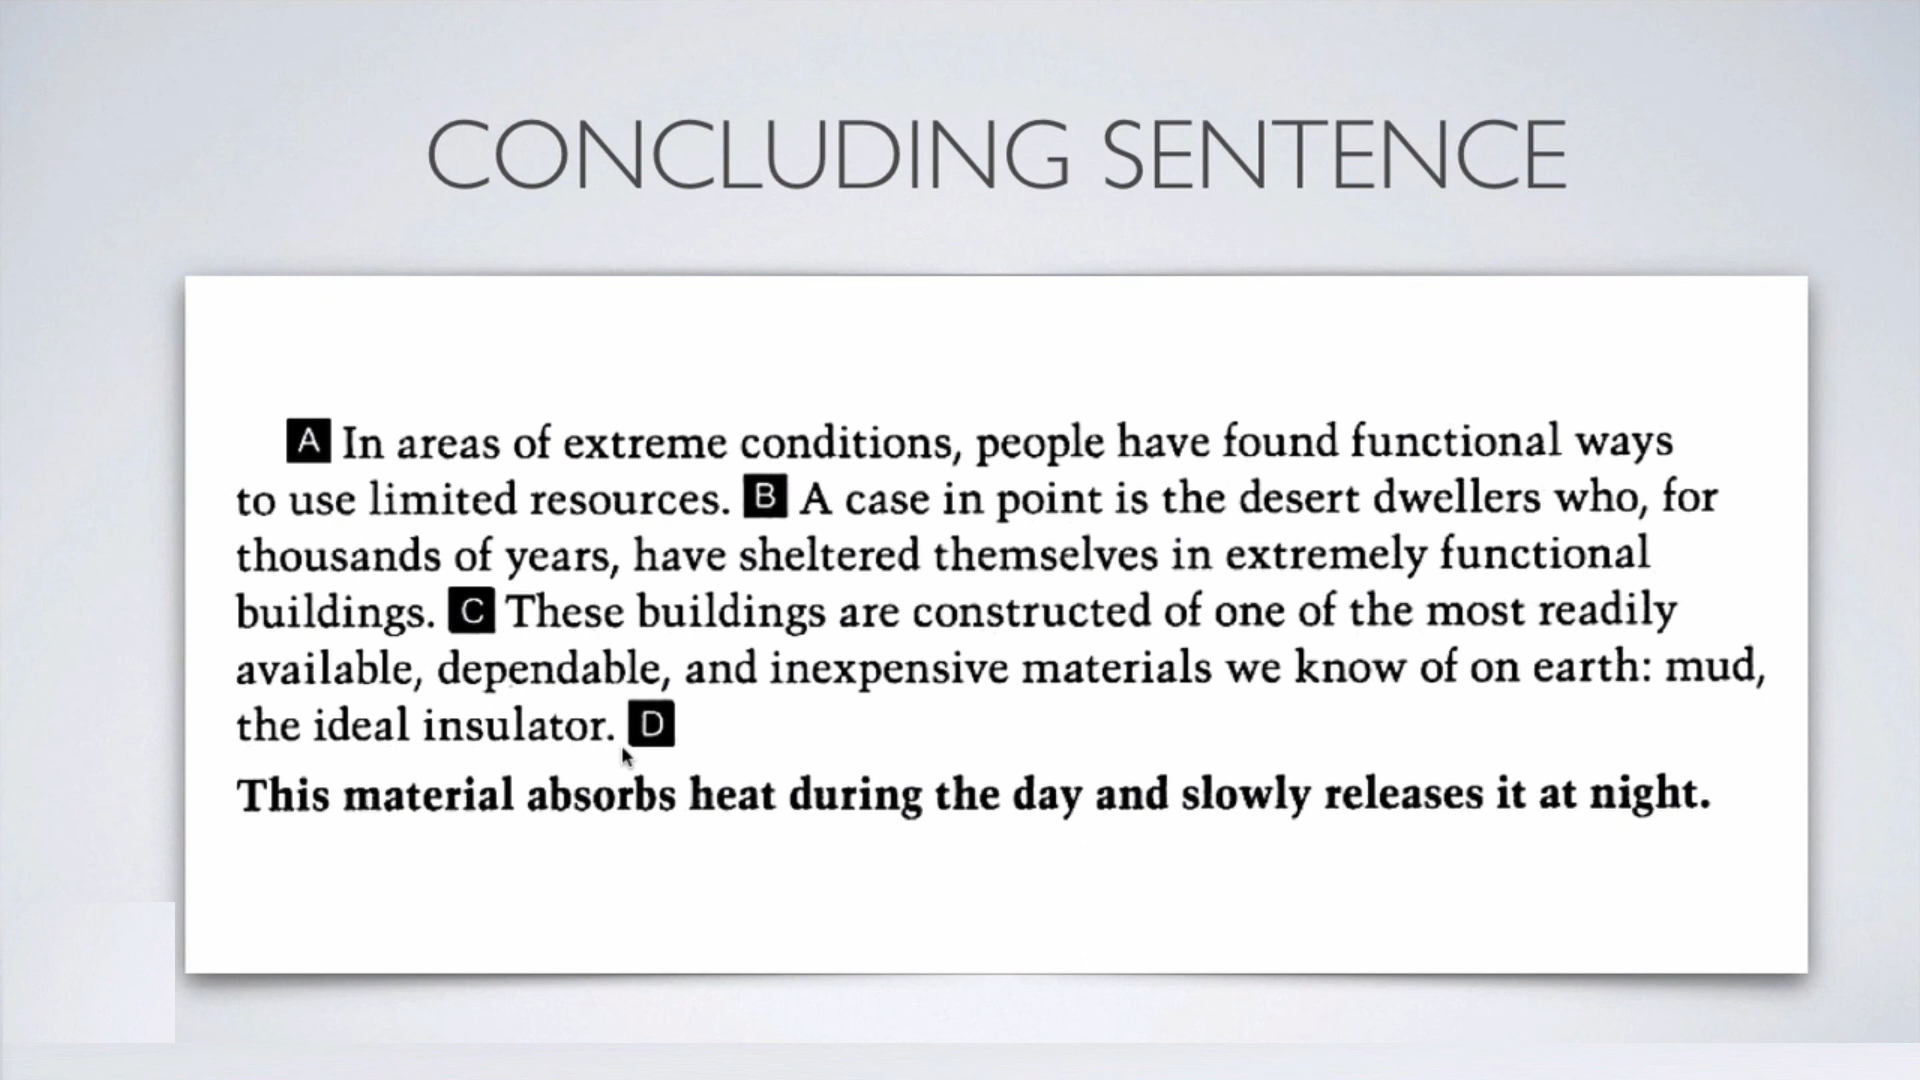 CONCLUDING SENTENCE
A In areas of extreme conditions, people have found functional ways
to use limited resources. B A case in point is the desert dwellers who, for
thousands of years, have sheltered themselves in extremely functional
buildings. C These buildings are constructed of one of the most readily
available, dependable, and inexpensive materials we know of on earth: mud,
the ideal insulator. D
This material absorbs heat during the day and slowly releases it at night.